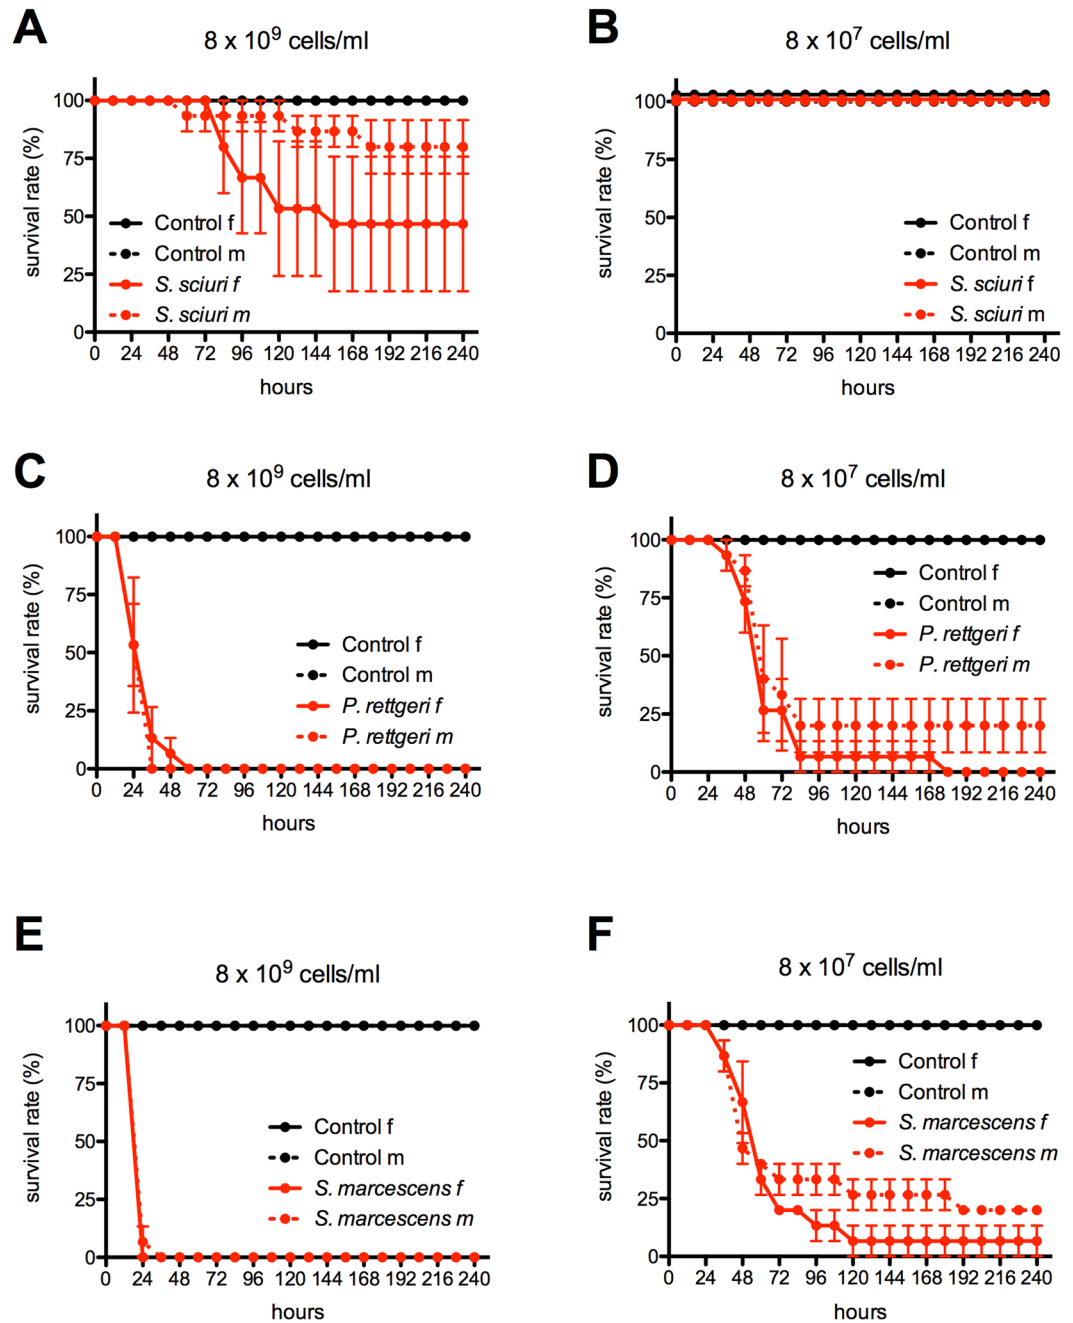 A
8 x 10⁹ cells/ml
survival rate (%)
100
75
50
25
0
Control f
Control m
S. sciuri f
S. sciuri m
0 24 48 72 96 120 144 168 192 216 240
hours
B
8 x 10⁷ cells/ml
survival rate (%)
100
75
50
25
0
Control f
Control m
S. sciuri f
S. sciuri m
0 24 48 72 96 120 144 168 192 216 240
hours
C
8 x 10⁹ cells/ml
survival rate (%)
100
75
50
25
0
Control f
Control m
P. rettgeri f
P. rettgeri m
0 24 48 72 96 120 144 168 192 216 240
hours
D
8 x 10⁷ cells/ml
survival rate (%)
100
75
50
25
0
Control f
Control m
P. rettgeri f
P. rettgeri m
0 24 48 72 96 120 144 168 192 216 240
hours
E
8 x 10⁹ cells/ml
survival rate (%)
100
75
50
25
0
Control f
Control m
S. marcescens f
S. marcescens m
0 24 48 72 96 120 144 168 192 216 240
hours
F
8 x 10⁷ cells/ml
survival rate (%)
100
75
50
25
0
Control f
Control m
S. marcescens f
S. marcescens m
0 24 48 72 96 120 144 168 192 216 240
hours